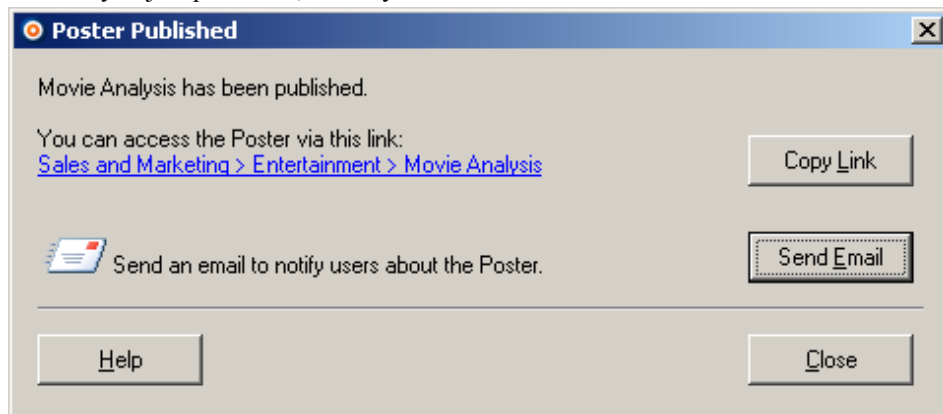 Poster Published
Movie Analysis has been published.
You can access the Poster via this link:
Sales and Marketing > Entertainment > Movie Analysis
Copy Link
Send an email to notify users about the Poster.
Send Email
Help
Close